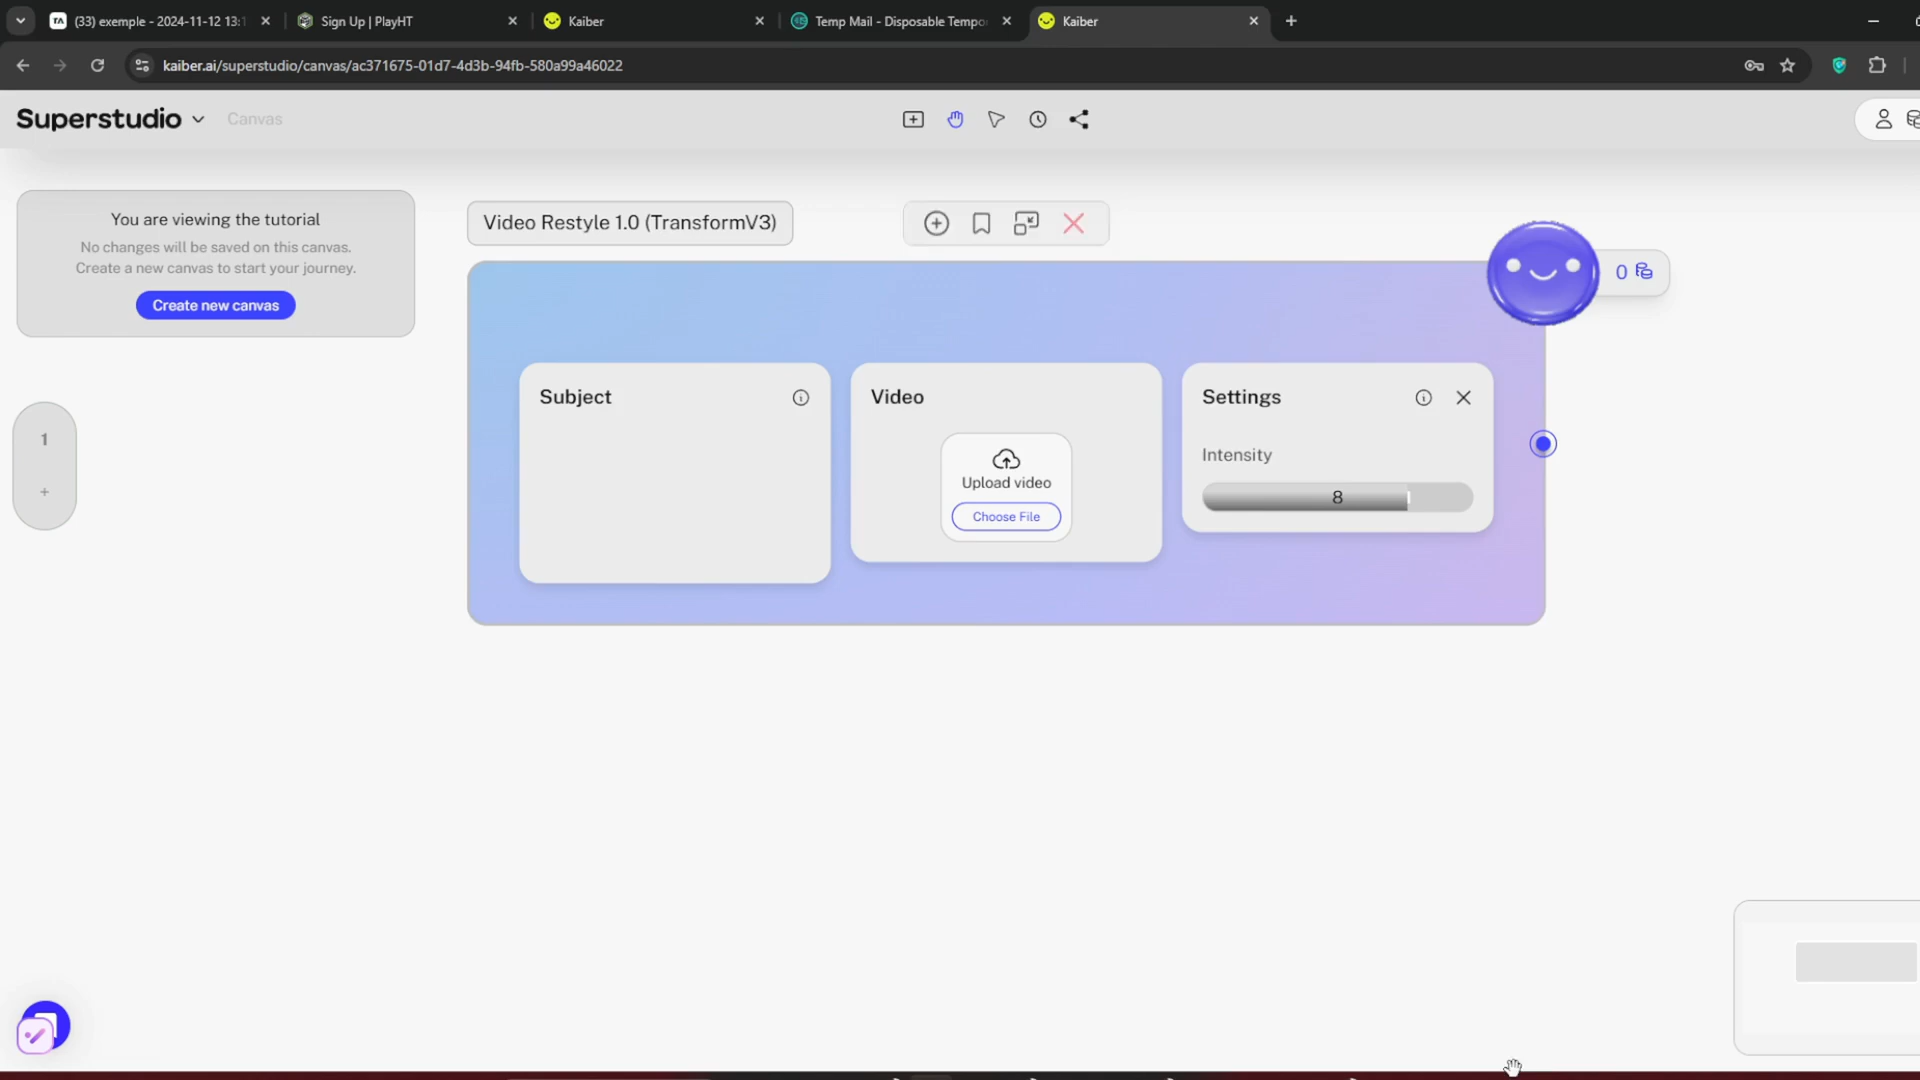 (33) exemple - 2024-11-12 13:1
Sign Up | PlayHT
Kaiber
Temp Mail - Disposable Tempo
Kaiber
kaiber.ai/superstudio/canvas/ac371675-01d7-4d3b-94fb-580a99a46022
Superstudio
Canvas
You are viewing the tutorial
No changes will be saved on this canvas.
Create a new canvas to start your journey.
Create new canvas
Video Restyle 1.0 (TransformV3)
0
Subject
Video
Settings
Upload video
Choose File
Intensity
8
1
+